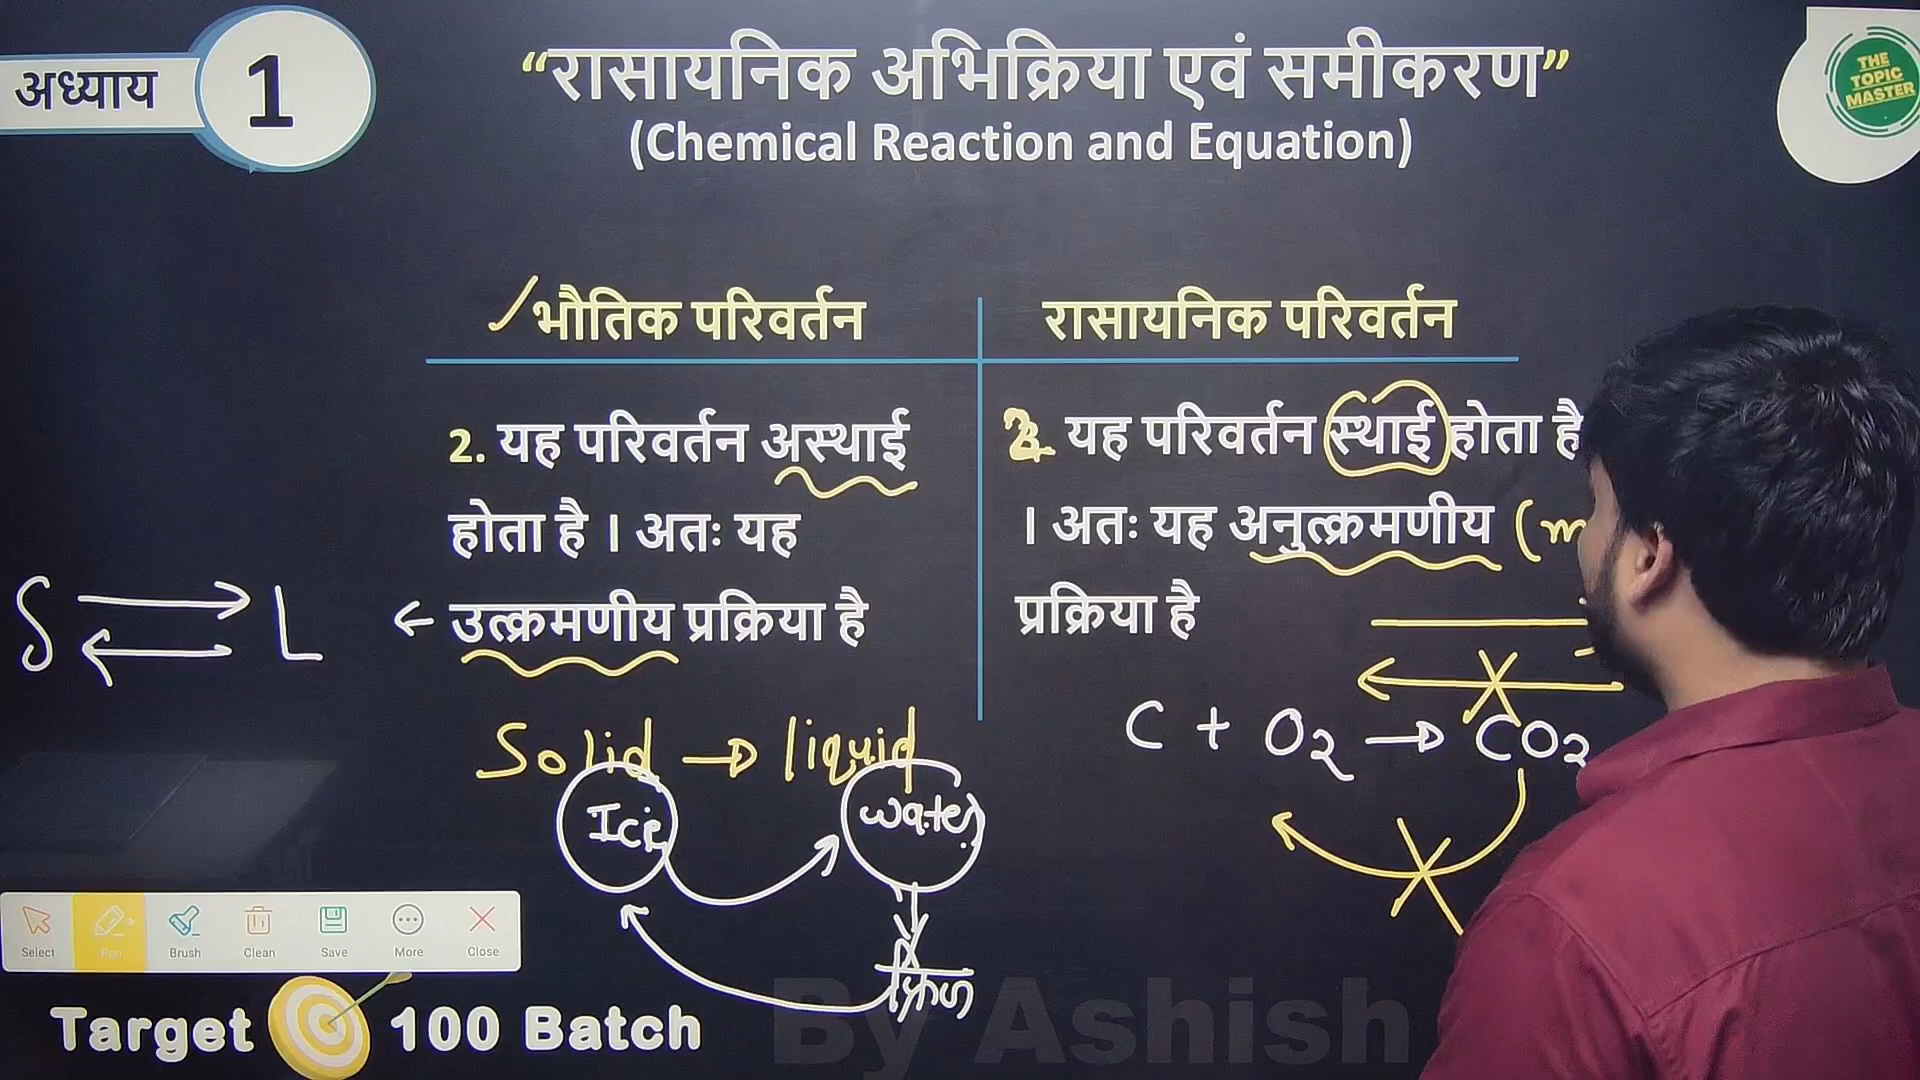 अध्याय
1
“रासायनिक अभिक्रिया एवं समीकरण”
(Chemical Reaction and Equation)
THE
TOPIC
MASTER
भौतिक परिवर्तन
रासायनिक परिवर्तन
2. यह परिवर्तन अस्थाई
होता है । अतः यह
उत्क्रमणीय प्रक्रिया है
2. यह परिवर्तन स्थाई होता है
। अतः यह अनुत्क्रमणीय (
प्रक्रिया है
S ⇄ L
←
Solid → liquid
Ice
Water
C + O2 → CO2
Select
Pen
Brush
Clean
Save
More
Close
Target 100 Batch
By Ashish